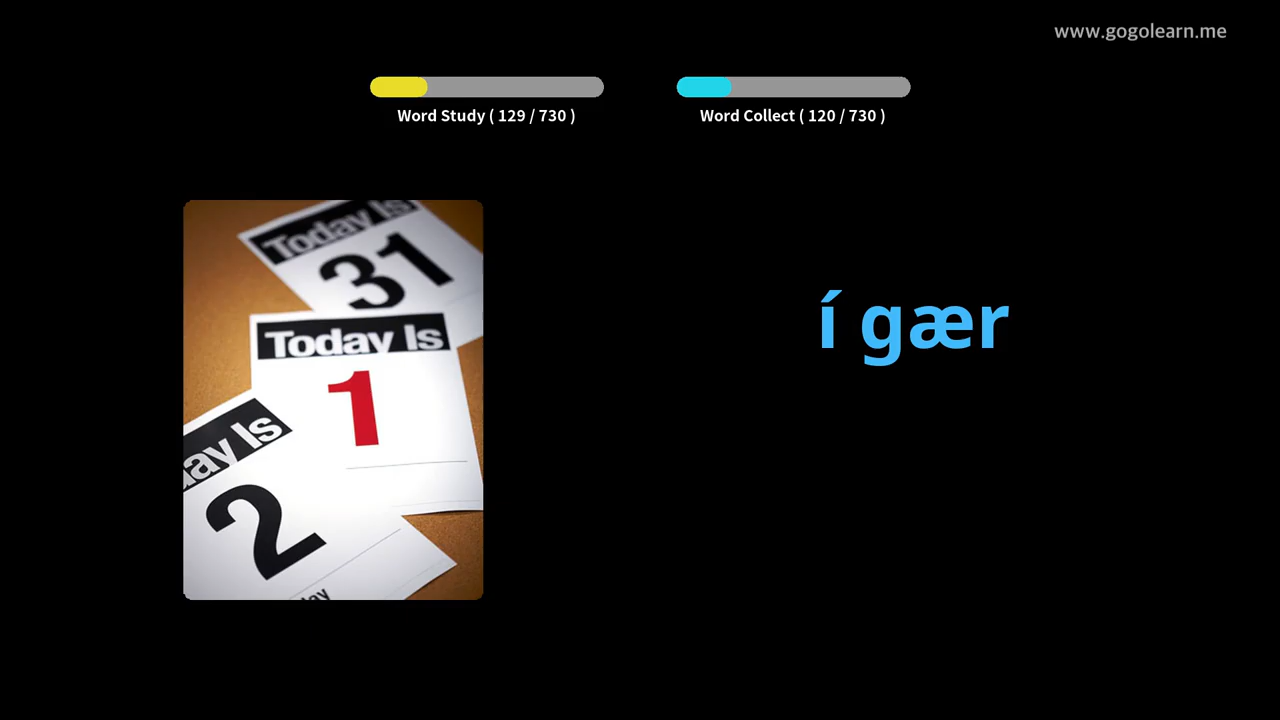 www.gogolearn.me
Word Study ( 129 / 730 )
Word Collect ( 120 / 730 )
Today Is
31
Today Is
1
ay Is
2
ay
í gær